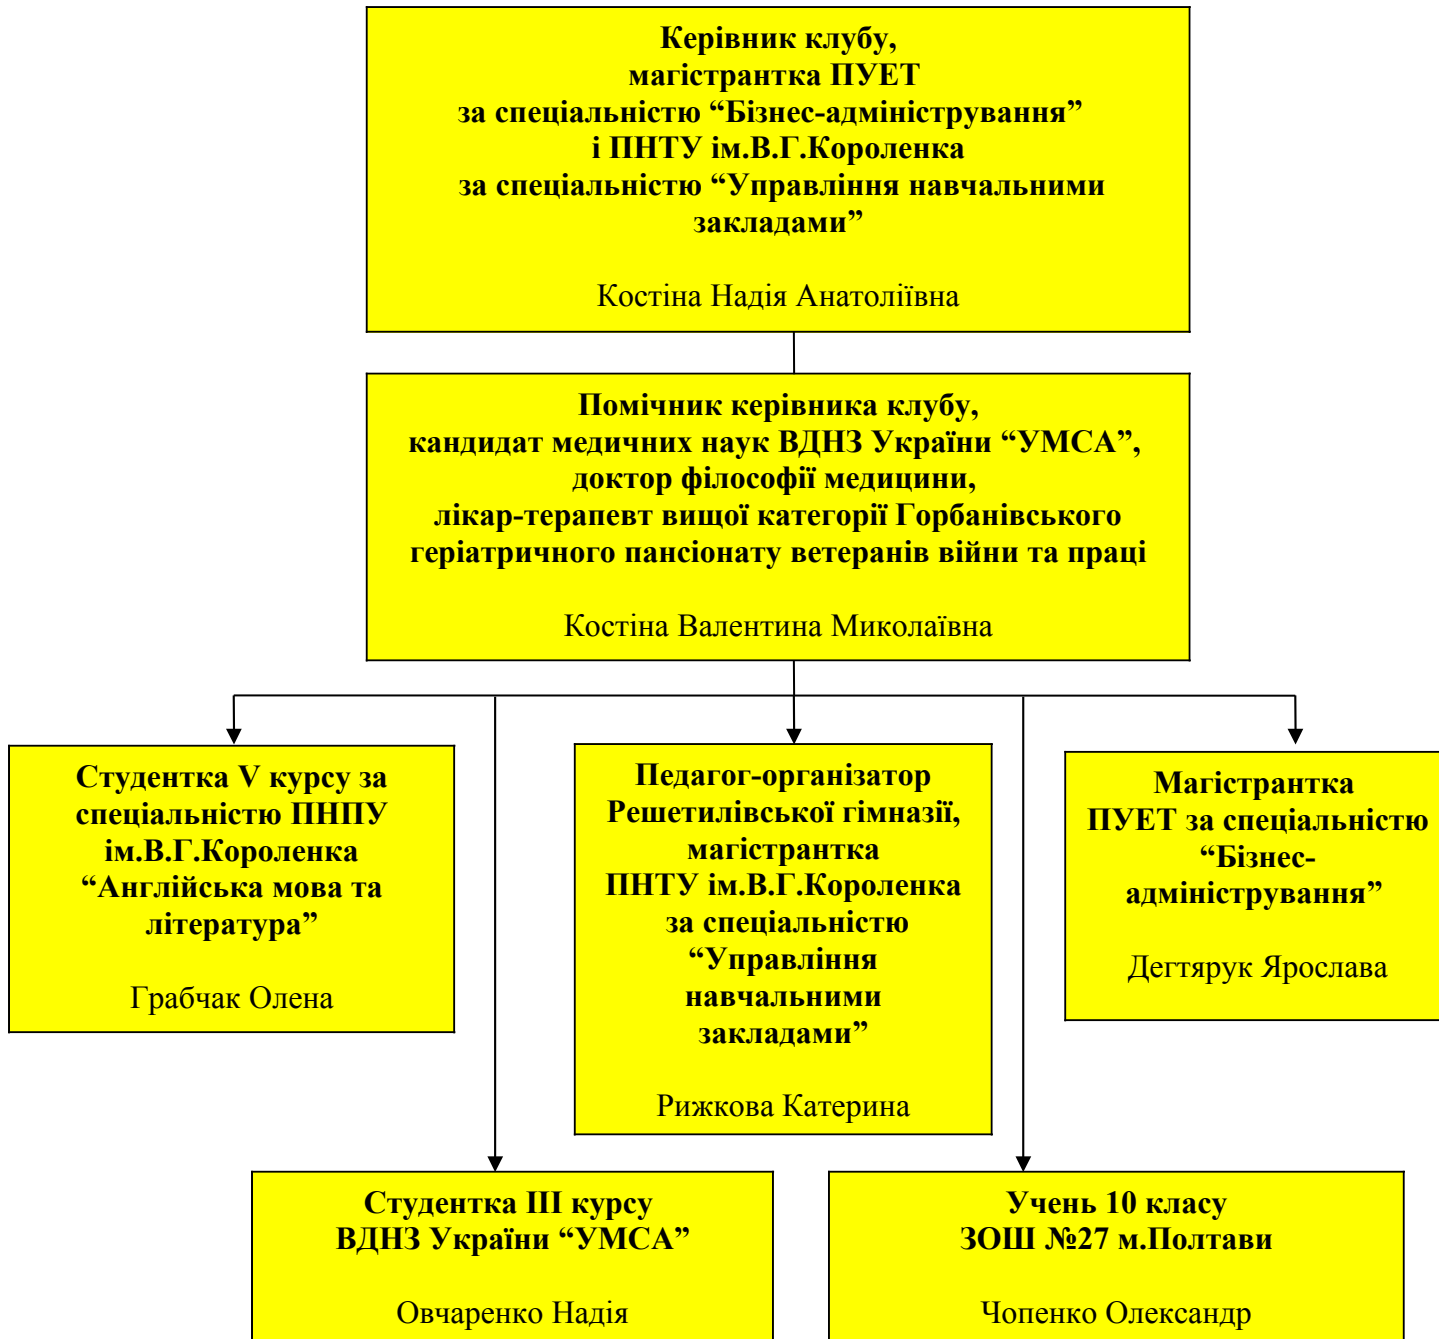 Керівник клубу,
магістрантка ПУЕТ
за спеціальністю “Бізнес-адміністрування”
і ПНТУ ім.В.Г.Короленка
за спеціальністю “Управління навчальними
закладами”
Костіна Надія Анатоліївна
Помічник керівника клубу,
кандидат медичних наук ВДНЗ України “УМСА”,
доктор філософії медицини,
лікар-терапевт вищої категорії Горбанівського
геріатричного пансіонату ветеранів війни та праці
Костіна Валентина Миколаївна
Студентка V курсу за
спеціальністю ПНПУ
ім.В.Г.Короленка
“Англійська мова та
література”
Грабчак Олена
Педагог-організатор
Решетилівської гімназії,
магістрантка
ПНТУ ім.В.Г.Короленка
за спеціальністю
“Управління
навчальними
закладами”
Рижкова Катерина
Магістрантка
ПУЕТ за спеціальністю
“Бізнес-
адміністрування”
Дегтярук Ярослава
Студентка ІІІ курсу
ВДНЗ України “УМСА”
Овчаренко Надія
Учень 10 класу
ЗОШ №27 м.Полтави
Чопенко Олександр